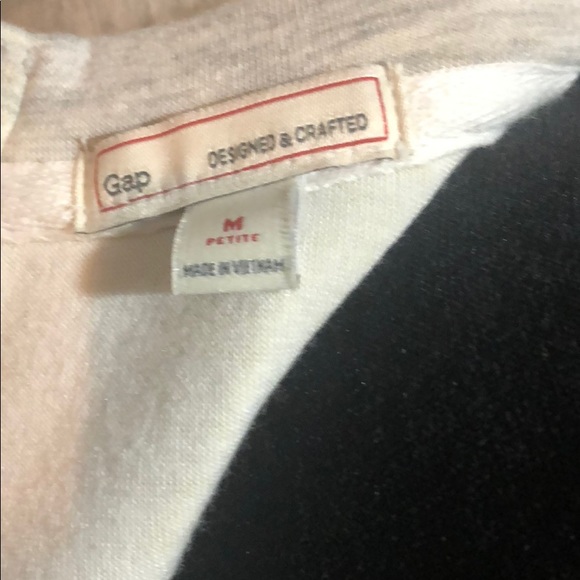 Gap DESIGNED & CRAFTED
M
PETITE
MADE IN VIETNAM